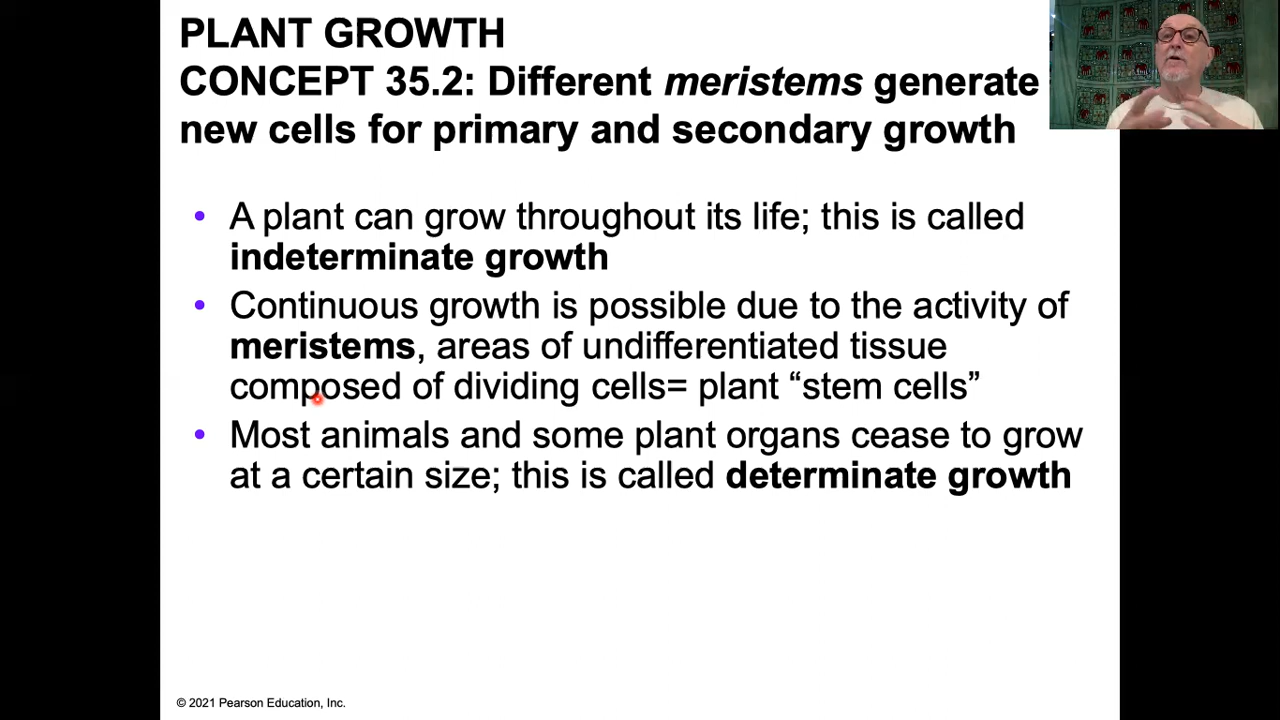 PLANT GROWTH
CONCEPT 35.2: Different meristems generate
new cells for primary and secondary growth
• A plant can grow throughout its life; this is called
indeterminate growth
• Continuous growth is possible due to the activity of
meristems, areas of undifferentiated tissue
composed of dividing cells= plant “stem cells”
• Most animals and some plant organs cease to grow
at a certain size; this is called determinate growth
© 2021 Pearson Education, Inc.